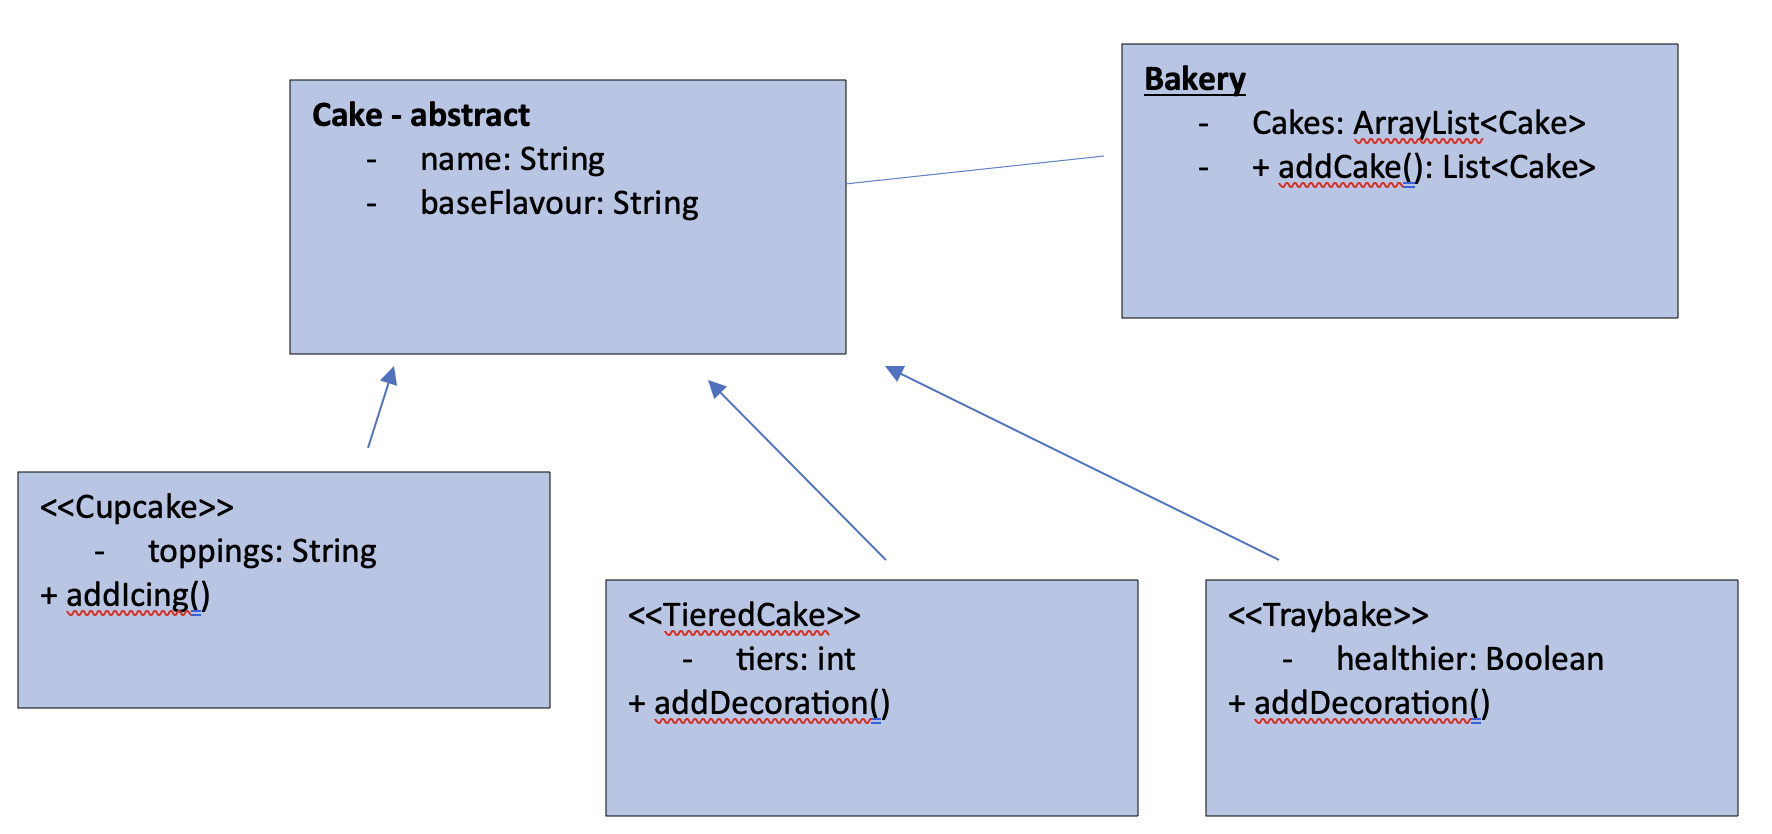 Cake - abstract
- name: String
- baseFlavour: String
Bakery
- Cakes: ArrayList<Cake>
- + addCake(): List<Cake>
<<Cupcake>>
- toppings: String
+ addIcing()
<<TieredCake>>
- tiers: int
+ addDecoration()
<<Traybake>>
- healthier: Boolean
+ addDecoration()